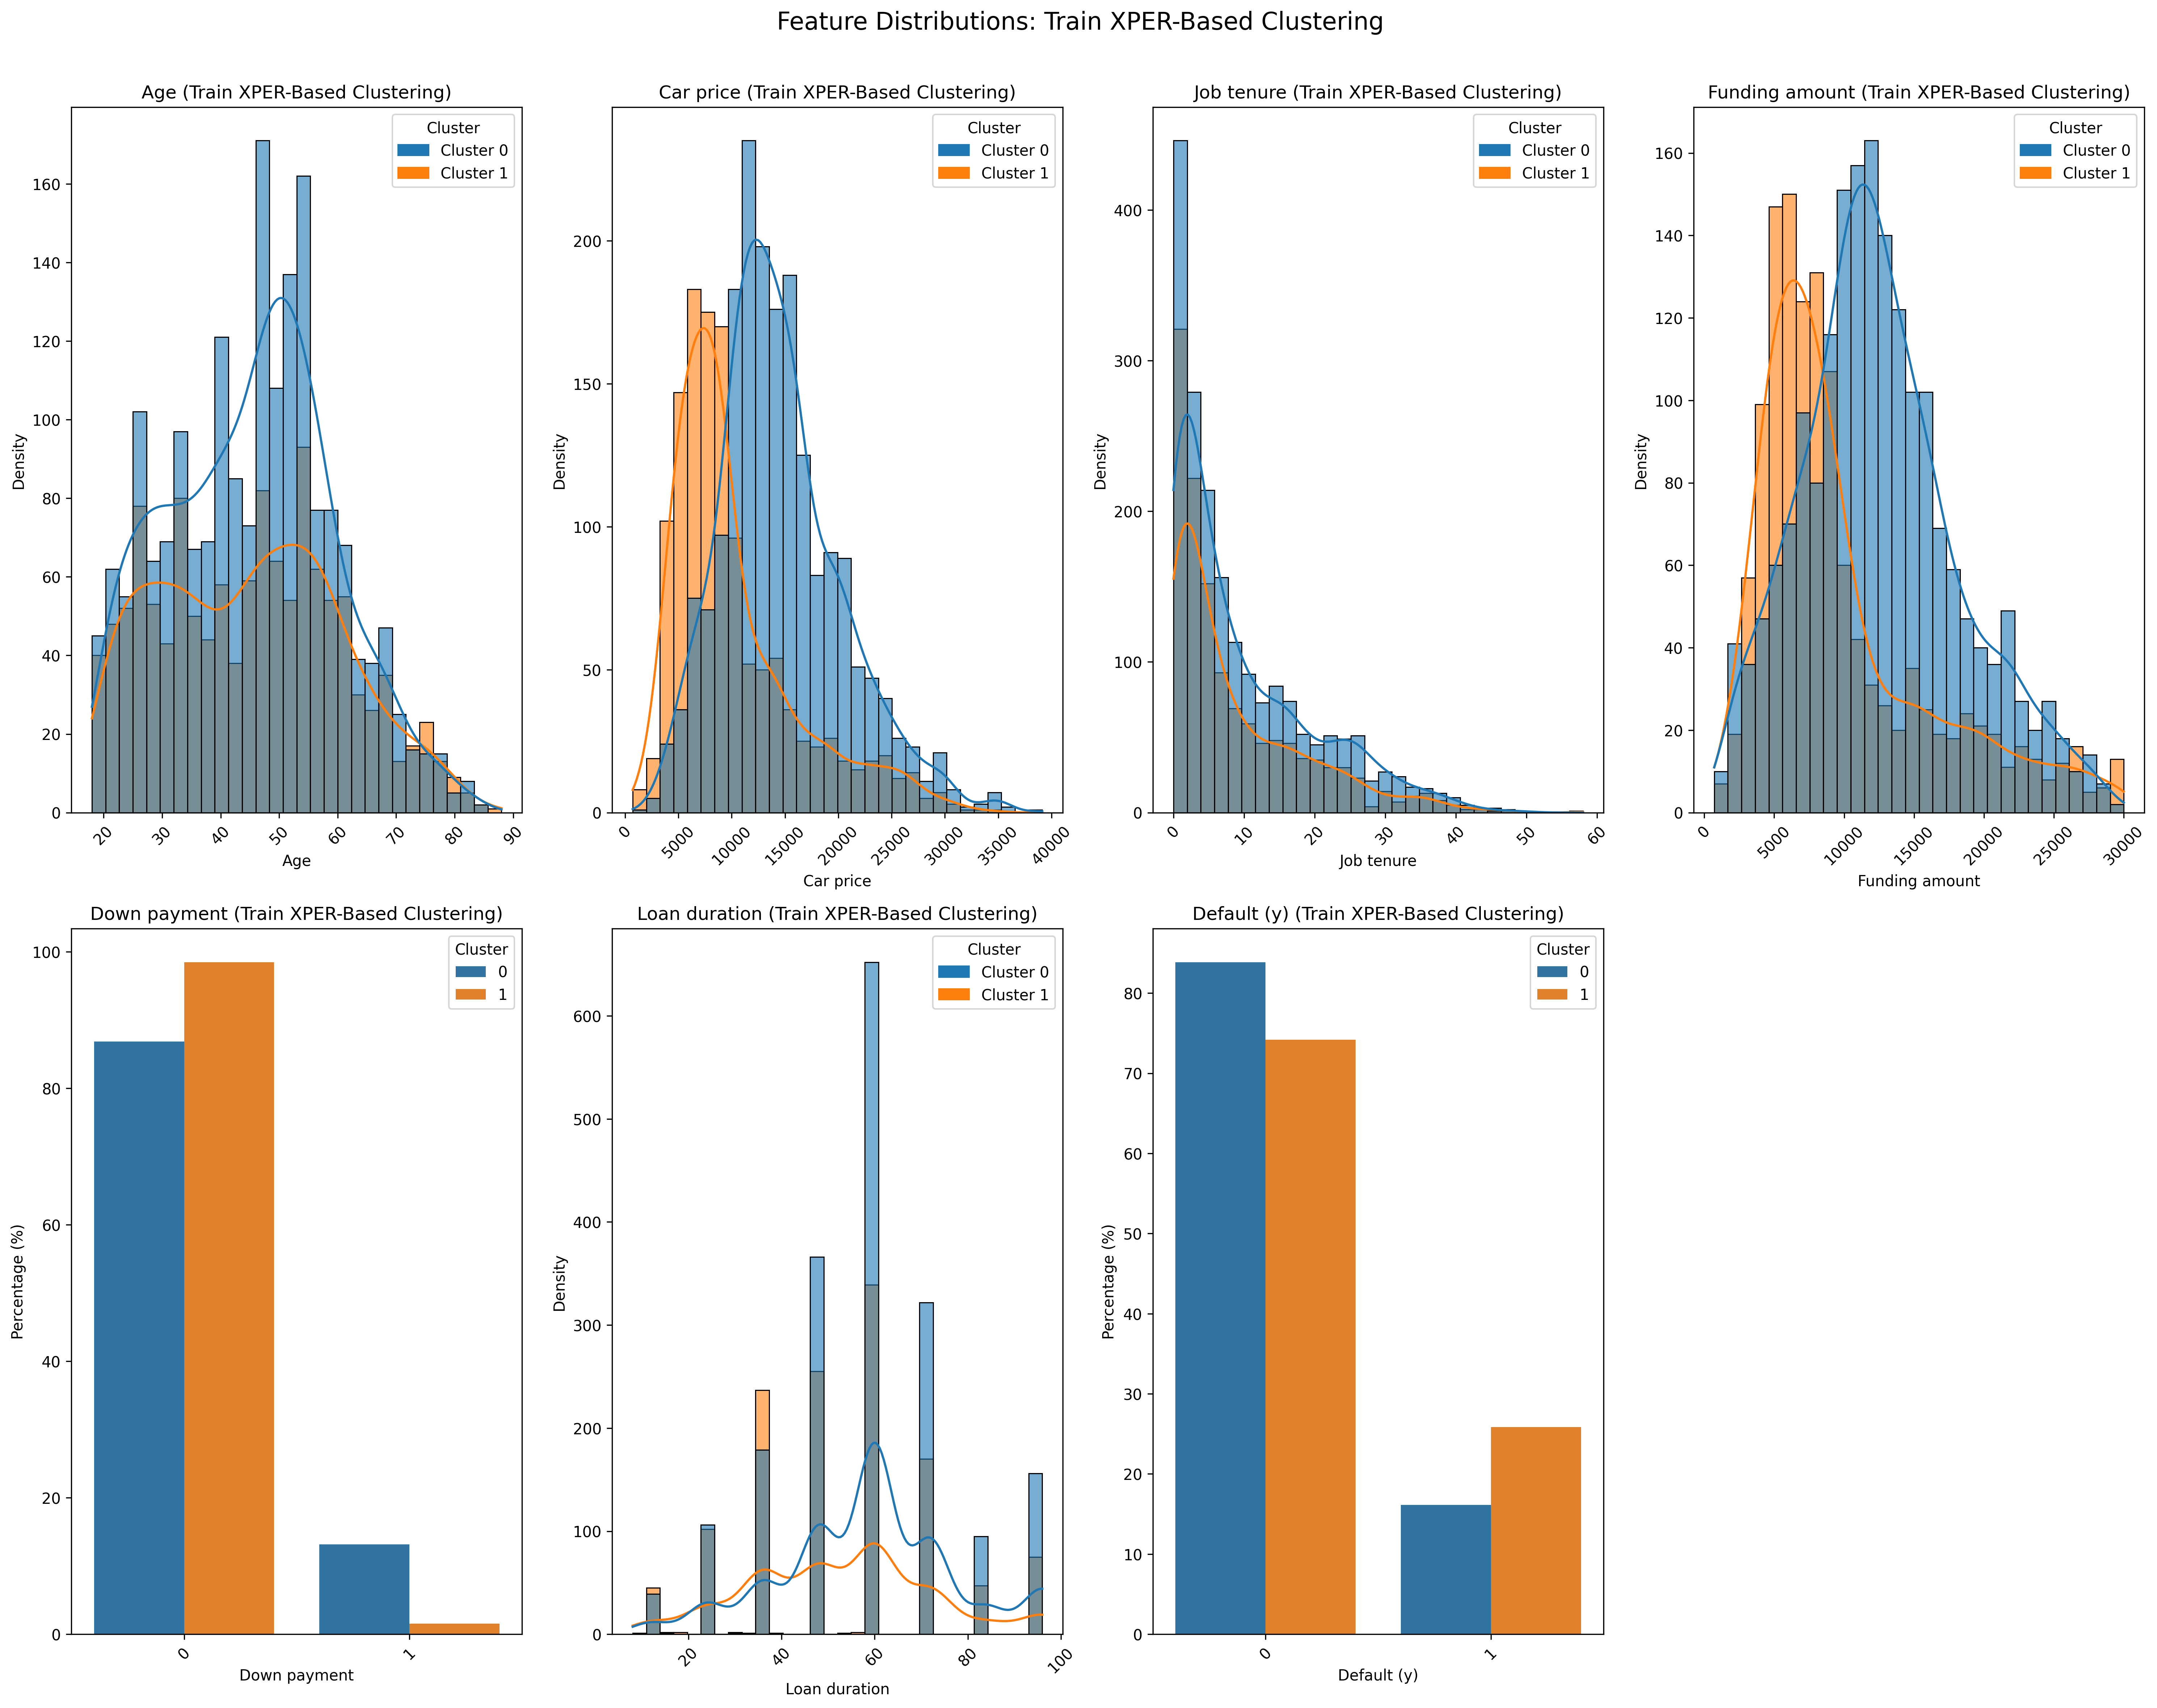 Feature Distributions: Train XPER-Based Clustering
Age (Train XPER-Based Clustering)
Density
160
140
120
100
80
60
40
20
0
20 30 40 50 60 70 80 90
Age
Cluster
Cluster 0
Cluster 1
Car price (Train XPER-Based Clustering)
Density
200
150
100
50
0
0 5000 10000 15000 20000 25000 30000 35000 40000
Car price
Cluster
Cluster 0
Cluster 1
Job tenure (Train XPER-Based Clustering)
Density
400
300
200
100
0
0 10 20 30 40 50 60
Job tenure
Cluster
Cluster 0
Cluster 1
Funding amount (Train XPER-Based Clustering)
Density
160
140
120
100
80
60
40
20
0
0 5000 10000 15000 20000 25000 30000
Funding amount
Cluster
Cluster 0
Cluster 1
Down payment (Train XPER-Based Clustering)
Percentage (%)
100
80
60
40
20
0
0 1
Down payment
Cluster
0
1
Loan duration (Train XPER-Based Clustering)
Density
600
500
400
300
200
100
0
20 40 60 80 100
Loan duration
Cluster
Cluster 0
Cluster 1
Default (y) (Train XPER-Based Clustering)
Percentage (%)
80
70
60
50
40
30
20
10
0
0 1
Default (y)
Cluster
0
1